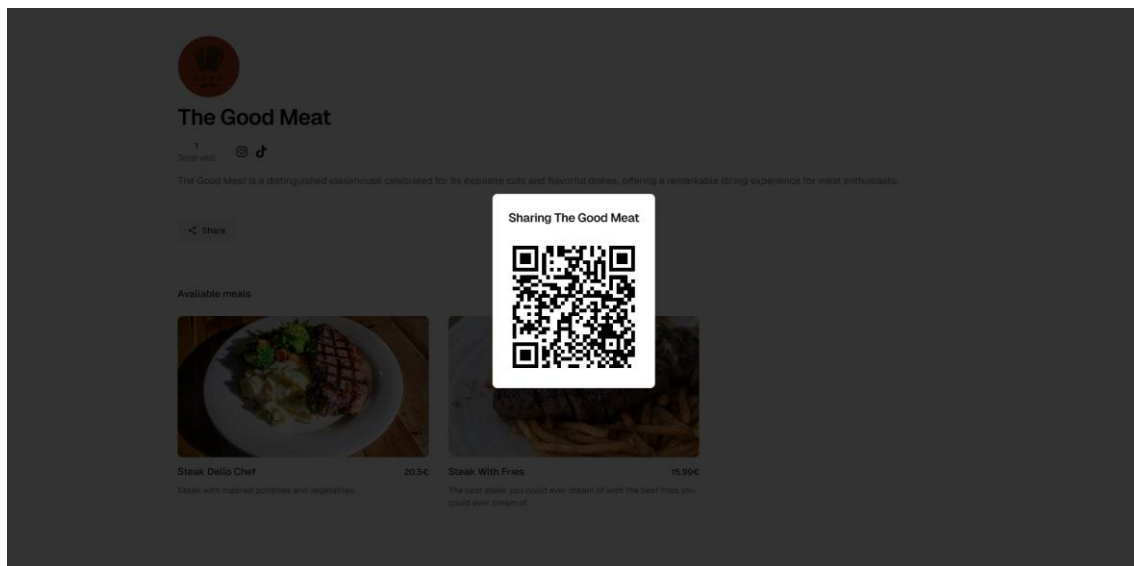 The Good Meat
1
Total visit
The Good Meat is a distinguished steakhouse celebrated for its exquisite cuts and flavorful dishes, offering a remarkable dining experience for meat enthusiasts.
Sharing The Good Meat
Share
Avaliable meals
Steak Dello Chef 20.5€
Steak with mashed potatoes and vegetables.
Steak With Fries 15.99€
The best steak you could ever dream of with the best fries you
could ever dream of.